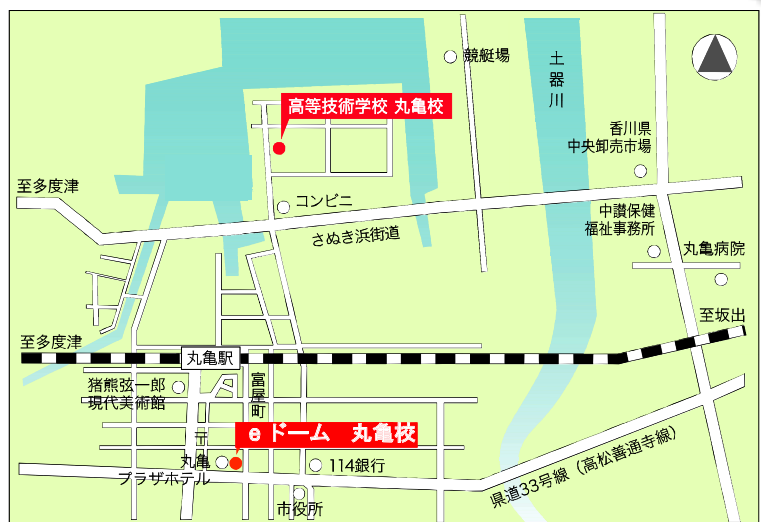 競艇場
土器川
高等技術学校 丸亀校
香川県
中央卸売市場
至多度津
コンビニ
さぬき浜街道
中讃保健
福祉事務所
丸亀病院
至坂出
至多度津
丸亀駅
猪熊弦一郎
現代美術館
富屋町
〒
eドーム 丸亀校
丸亀
プラザホテル
114銀行
県道33号線（高松善通寺線）
市役所